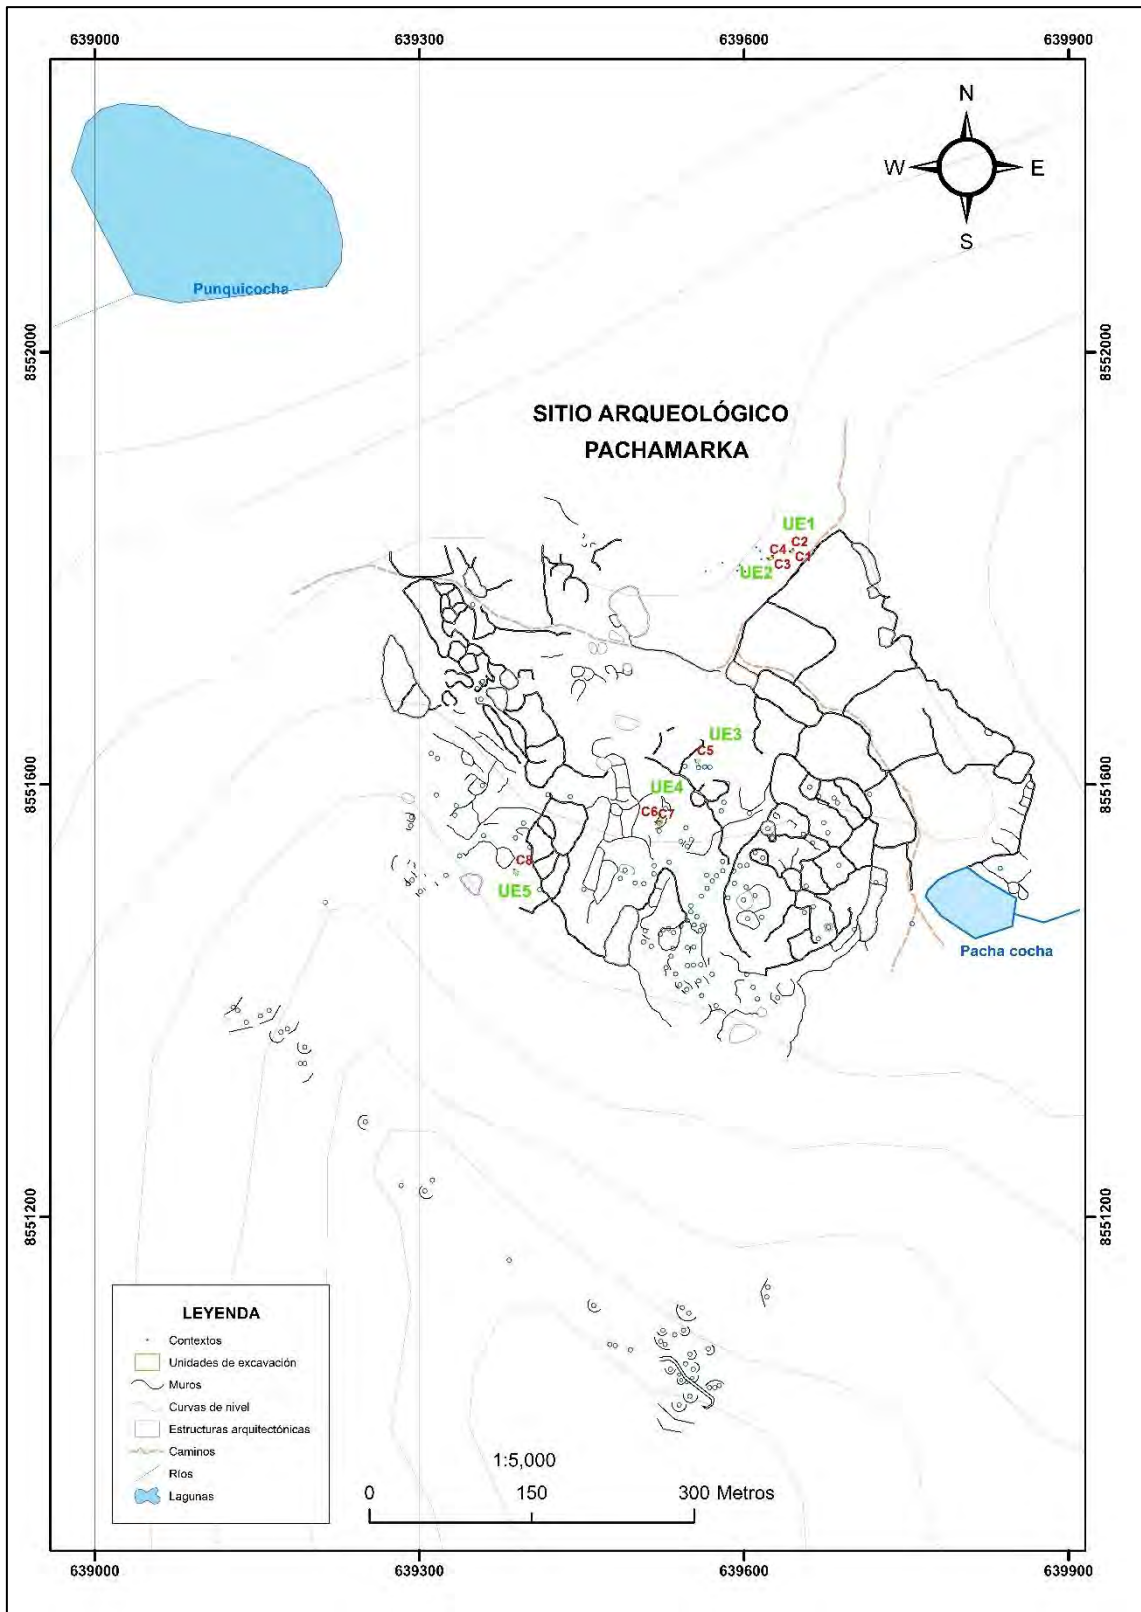 639000 639300 639600 639900
N
W E
S
Punquicocha
8552000 8552000
SITIO ARQUEOLÓGICO
PACHAMARKA
UE1
C2
C4 C1
C3
UE2
UE3
C5
8551600 8551600
UE4
C6 C7
C8
UE5
Pacha cocha
8551200 8551200
LEYENDA
Contextos
Unidades de excavación
Muros
Curvas de nivel
Estructuras arquitectónicas
Caminos
Ríos
Lagunas
1:5,000
0 150 300 Metros
639000 639300 639600 639900